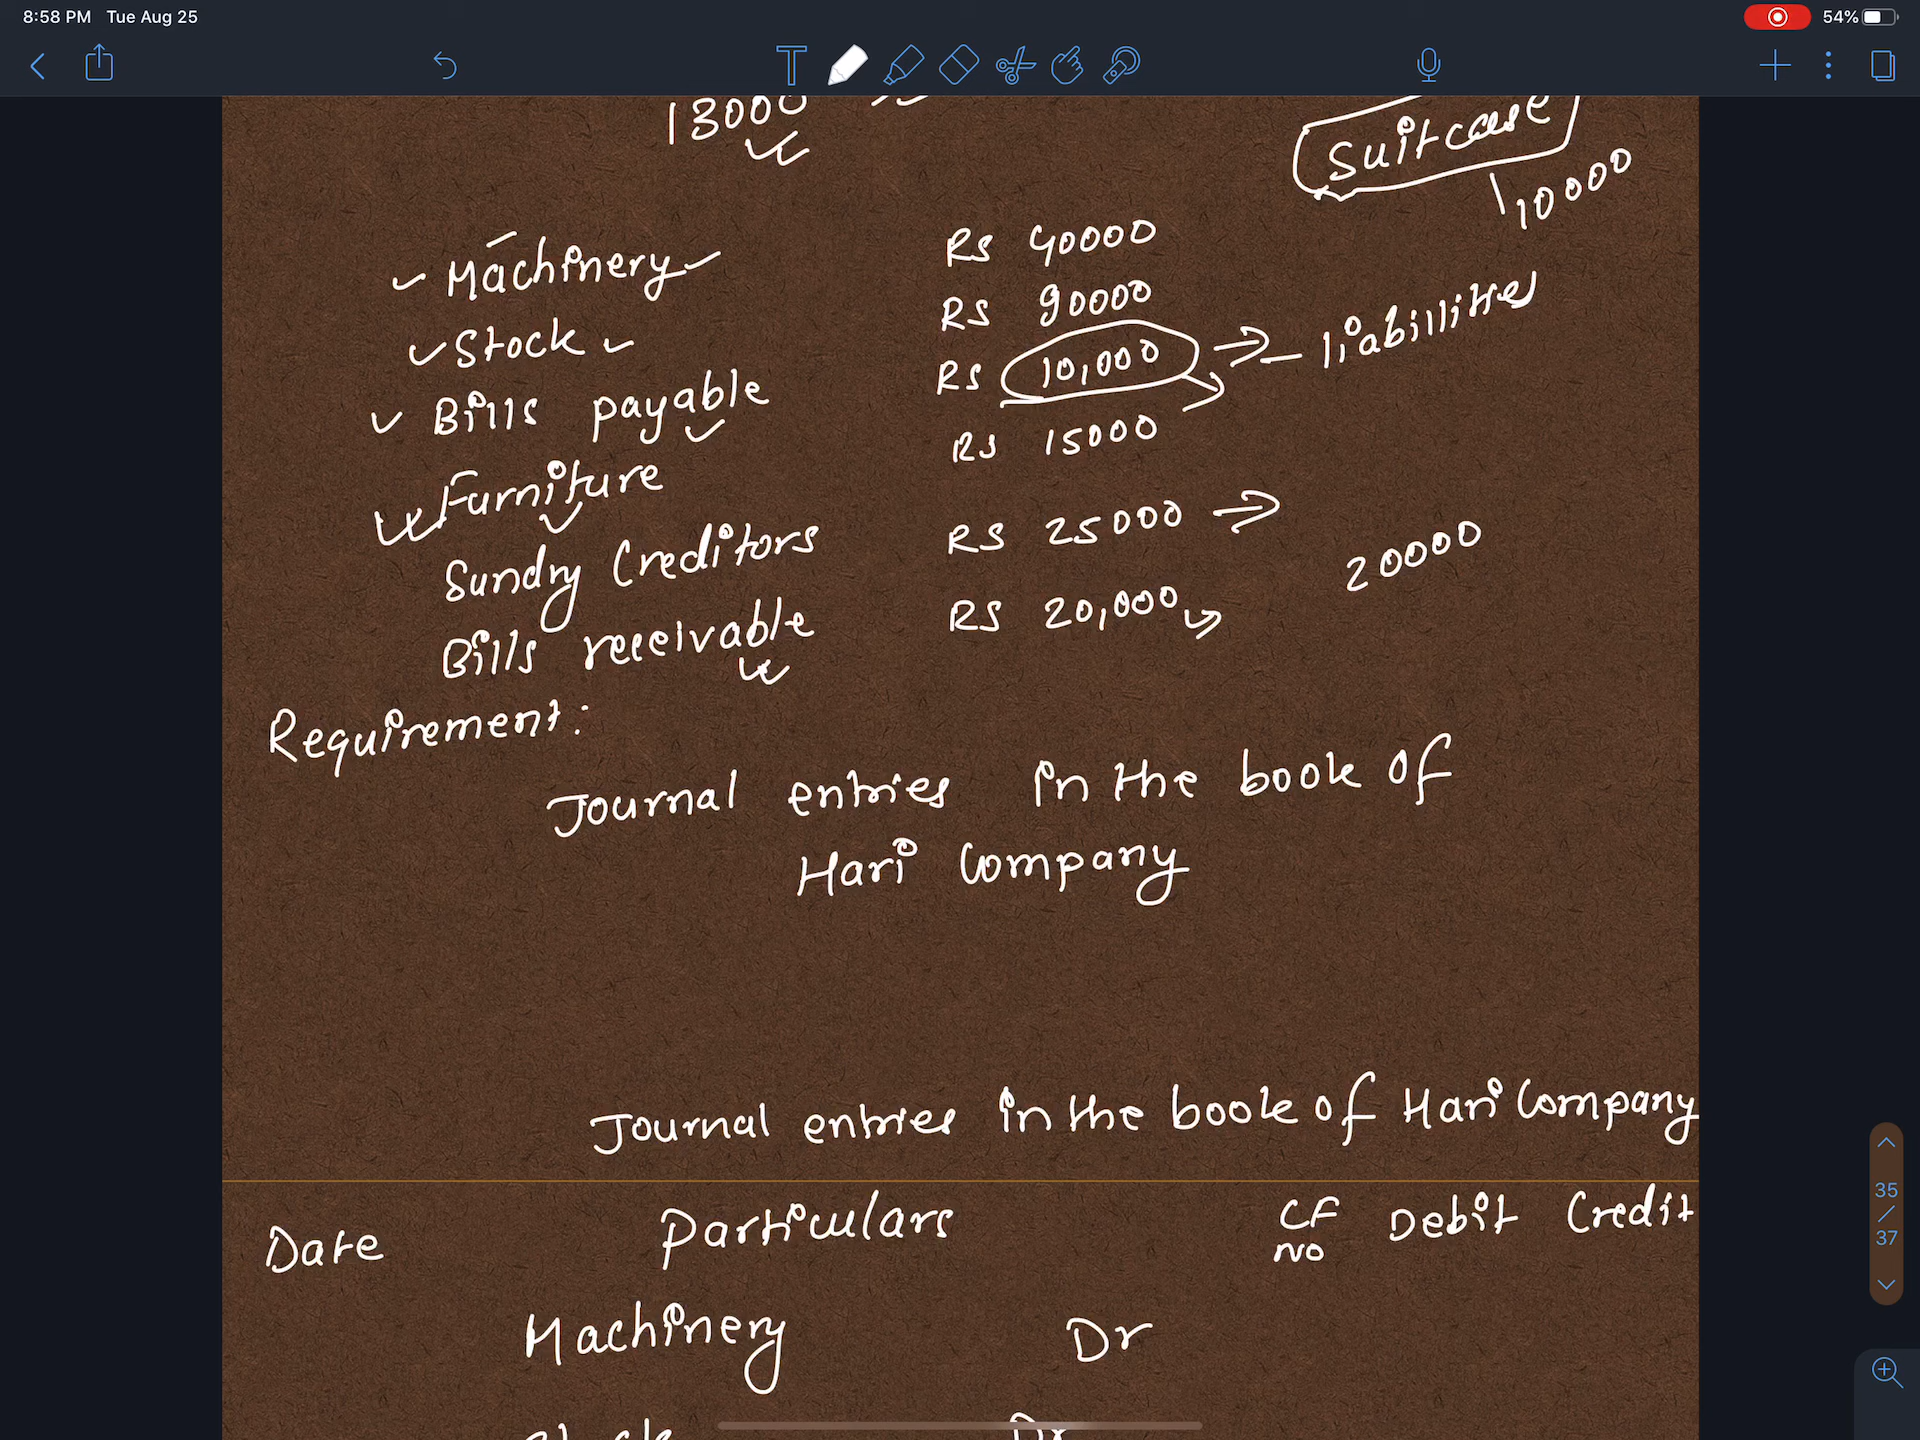 8:58 PM Tue Aug 25
54%
13000
Suitcase
10000
Machinery RS 40000
Stock RS 90000
Bills payable RS 10,000 liabillites
Furniture RS 15000
Sundry Creditors RS 25000
20000
Bills receivable RS 20,000
Requirement:
Journal entries in the book of
Hari Company
Journal entries in the book of Hari Company
Date Particulars CF NO Debit Credit
Machinery Dr
Stock Dr
35
/
37